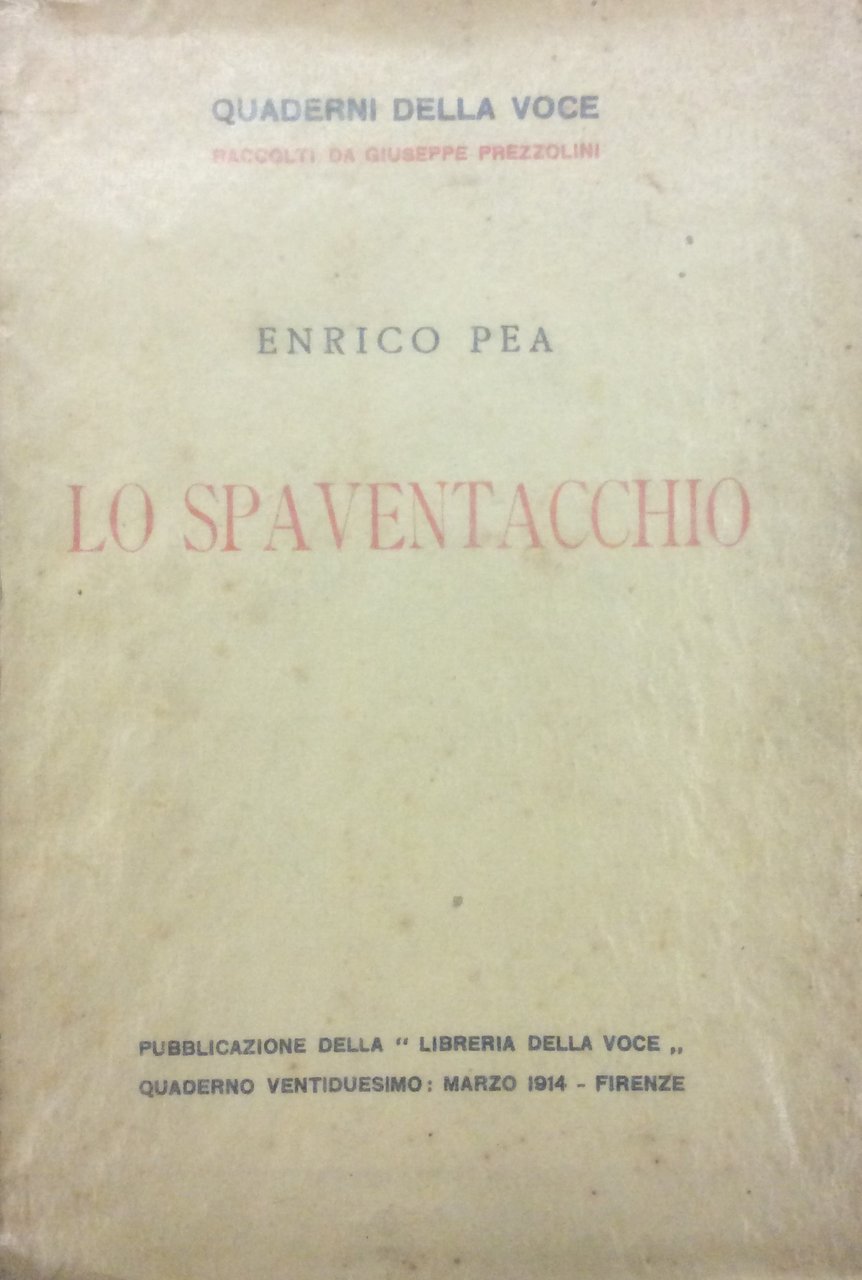 QUADERNI DELLA VOCE
RACCOLTI DA GIUSEPPE PREZZOLINI
ENRICO PEA
LO SPAVENTACCHIO
PUBBLICAZIONE DELLA “ LIBRERIA DELLA VOCE „
QUADERNO VENTIDUESIMO: MARZO 1914 - FIRENZE